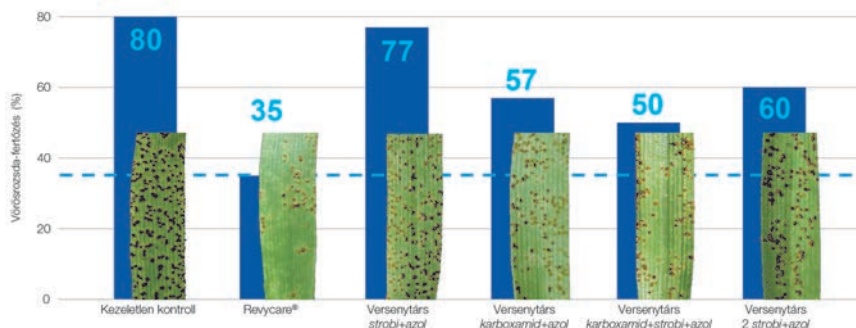 Vörösrozsda-fertőzés (%)
80
60
40
20
0
80
35
77
57
50
60
Kezeletlen kontroll
Revycare®
Versenytárs
strobi+azol
Versenytárs
karboxamid+azol
Versenytárs
karboxamid+strobi+azol
Versenytárs
2 strobi+azol